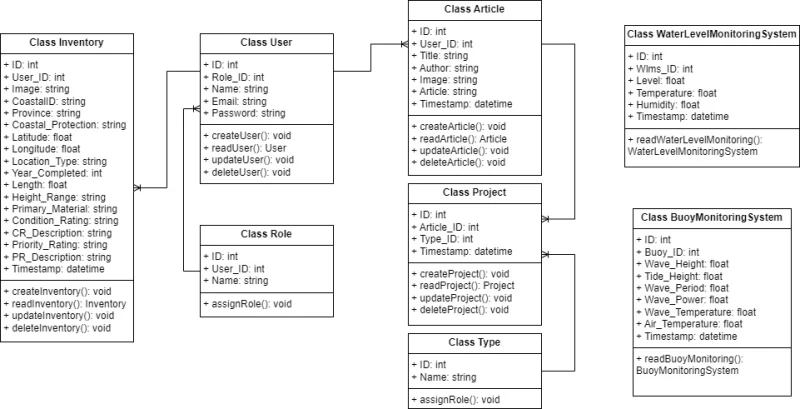 Class Inventory
+ ID: int
+ User_ID: int
+ Image: string
+ CoastalID: string
+ Province: string
+ Coastal_Protection: string
+ Latitude: float
+ Longitude: float
+ Location_Type: string
+ Year_Completed: int
+ Length: float
+ Height_Range: string
+ Primary_Material: string
+ Condition_Rating: string
+ CR_Description: string
+ Priority_Rating: string
+ PR_Description: string
+ Timestamp: datetime
+ createInventory(): void
+ readInventory(): Inventory
+ updateInventory(): void
+ deleteInventory(): void
Class User
+ ID: int
+ Role_ID: int
+ Name: string
+ Email: string
+ Password: string
+ createUser(): void
+ readUser(): User
+ updateUser(): void
+ deleteUser(): void
Class Role
+ ID: int
+ User_ID: int
+ Name: string
+ assignRole(): void
Class Article
+ ID: int
+ User_ID: int
+ Title: string
+ Author: string
+ Image: string
+ Article: string
+ Timestamp: datetime
+ createArticle(): void
+ readArticle(): Article
+ updateArticle(): void
+ deleteArticle(): void
Class Project
+ ID: int
+ Article_ID: int
+ Type_ID: int
+ Timestamp: datetime
+ createProject(): void
+ readProject(): Project
+ updateProject(): void
+ deleteProject(): void
Class Type
+ ID: int
+ Name: string
+ assignRole(): void
Class WaterLevelMonitoringSystem
+ ID: int
+ Wlms_ID: int
+ Level: float
+ Temperature: float
+ Humidity: float
+ Timestamp: datetime
+ readWaterLevelMonitoring():
WaterLevelMonitoringSystem
Class BuoyMonitoringSystem
+ ID: int
+ Buoy_ID: int
+ Wave_Height: float
+ Tide_Height: float
+ Wave_Period: float
+ Wave_Power: float
+ Wave_Temperature: float
+ Air_Temperature: float
+ Timestamp: datetime
+ readBuoyMonitoring():
BuoyMonitoringSystem